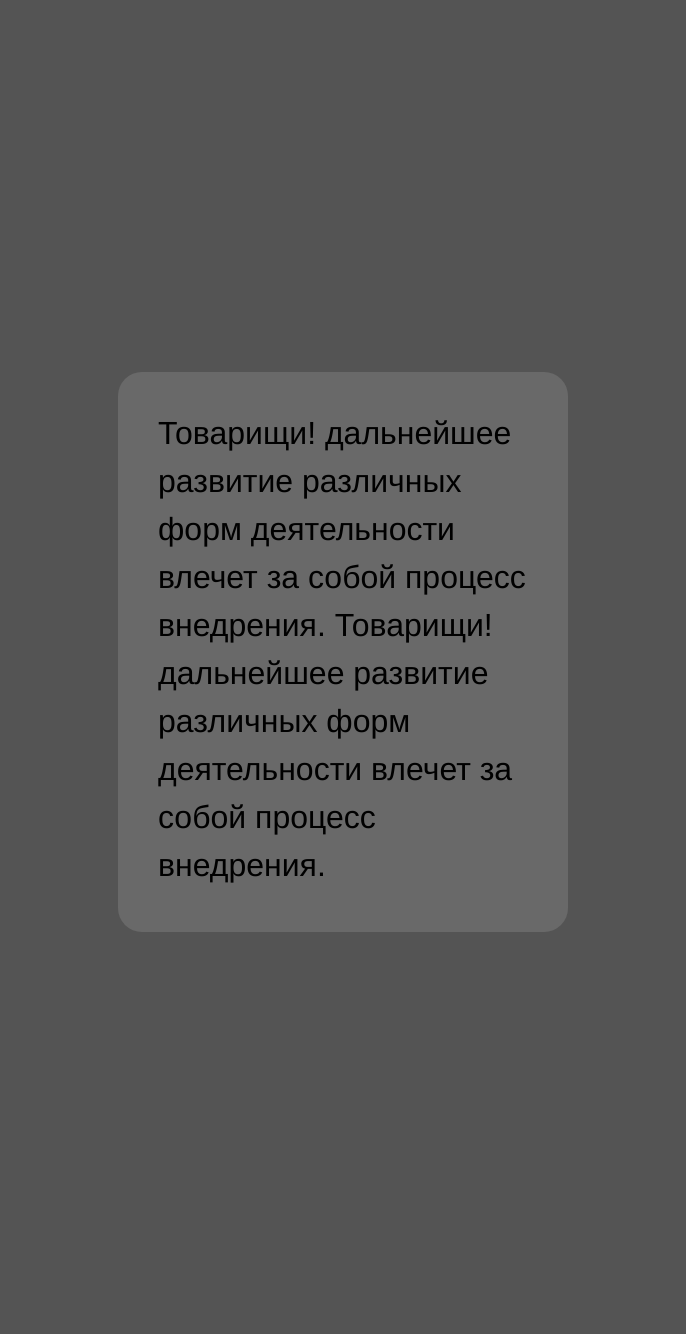 Товарищи! дальнейшее
развитие различных
форм деятельности
влечет за собой процесс
внедрения. Товарищи!
дальнейшее развитие
различных форм
деятельности влечет за
собой процесс
внедрения.